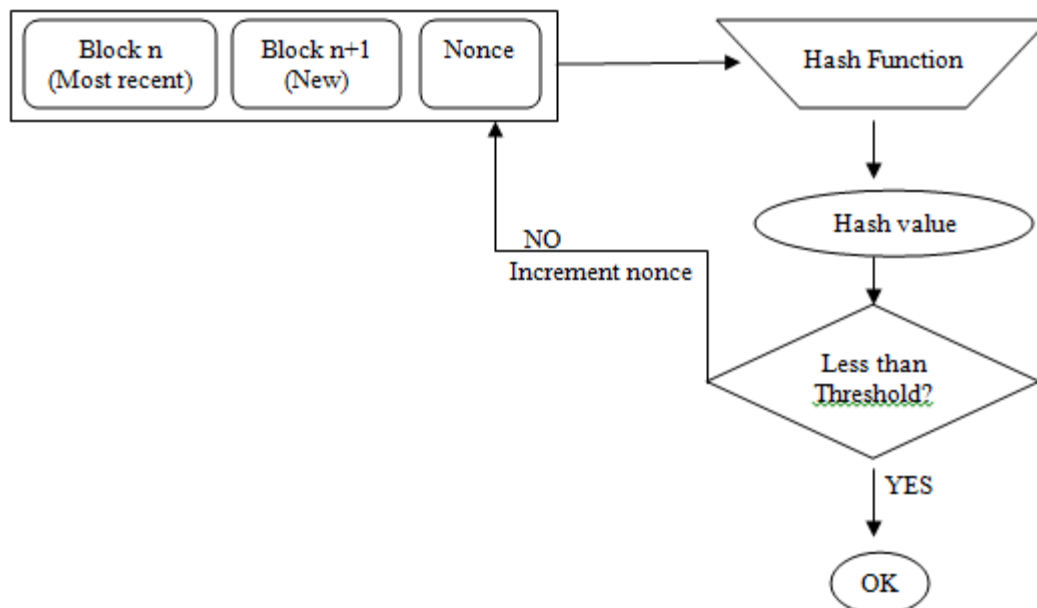 Block n
(Most recent)
Block n+1
(New)
Nonce
Hash Function
Hash value
NO
Increment nonce
Less than
Threshold?
YES
OK